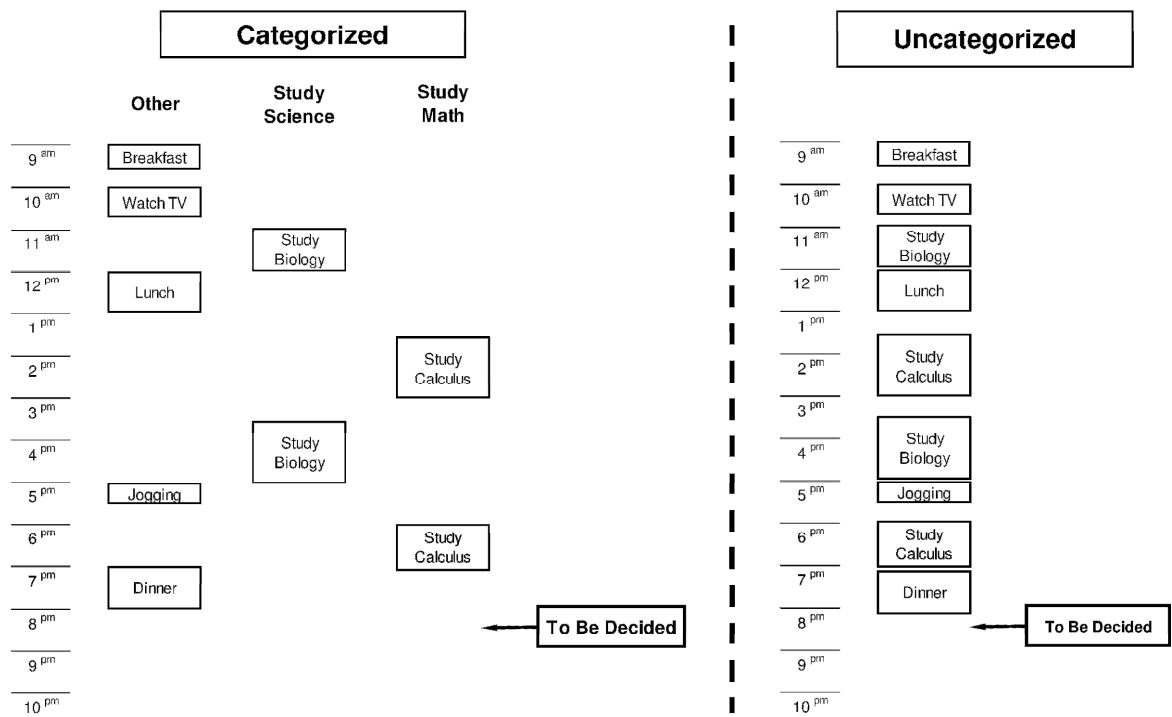 Categorized
Other
Study
Science
Study
Math
9 am
Breakfast
10 am
Watch TV
11 am
Study
Biology
12 pm
Lunch
1 pm
2 pm
Study
Calculus
3 pm
4 pm
Study
Biology
5 pm
Jogging
6 pm
Study
Calculus
7 pm
Dinner
8 pm
To Be Decided
9 pm
10 pm
Uncategorized
9 am
Breakfast
10 am
Watch TV
11 am
Study
Biology
12 pm
Lunch
1 pm
2 pm
Study
Calculus
3 pm
4 pm
Study
Biology
5 pm
Jogging
6 pm
Study
Calculus
7 pm
Dinner
8 pm
To Be Decided
9 pm
10 pm